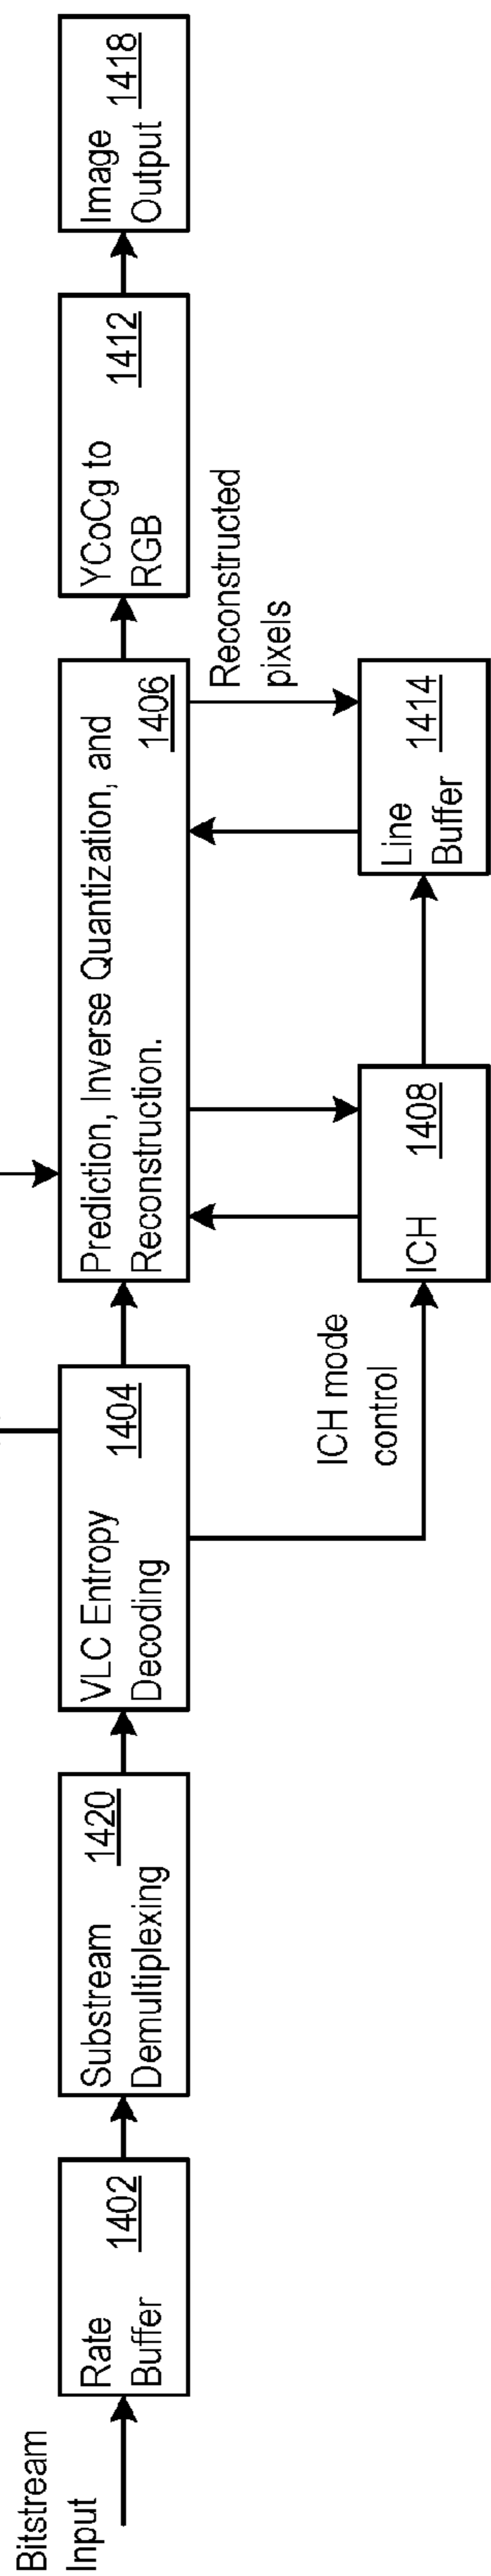 Bitstream
Input
Rate
Buffer 1402
Substream
Demultiplexing 1420
VLC Entropy
Decoding 1404
ICH mode
control
Prediction, Inverse Quantization, and
Reconstruction. 1406
ICH 1408
Line
Buffer 1414
Reconstructed
pixels
YCoCg to
RGB 1412
Image
Output 1418